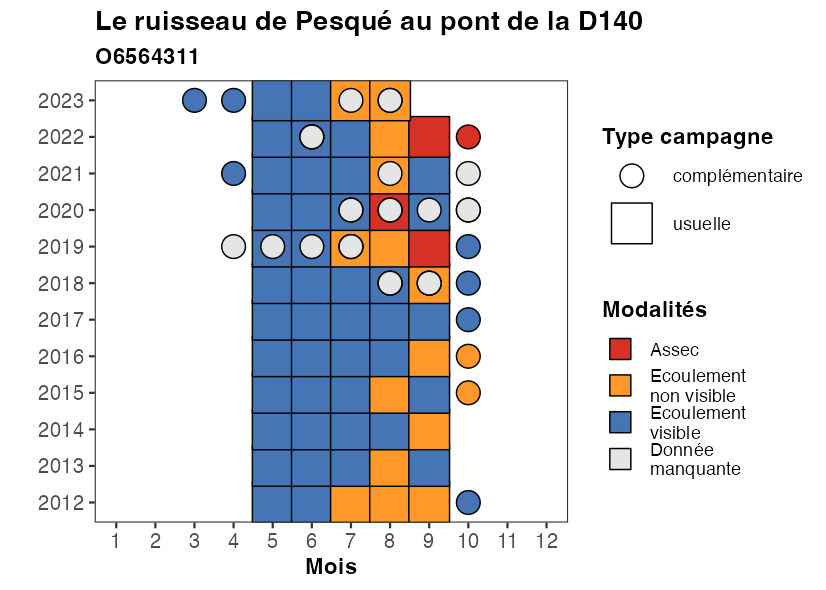 Le ruisseau de Pesqué au pont de la D140
O6564311
2023
2022
2021
2020
2019
2018
2017
2016
2015
2014
2013
2012
1 2 3 4 5 6 7 8 9 10 11 12
Mois
Type campagne
complémentaire
usuelle
Modalités
Assec
Ecoulement
non visible
Ecoulement
visible
Donnée
manquante